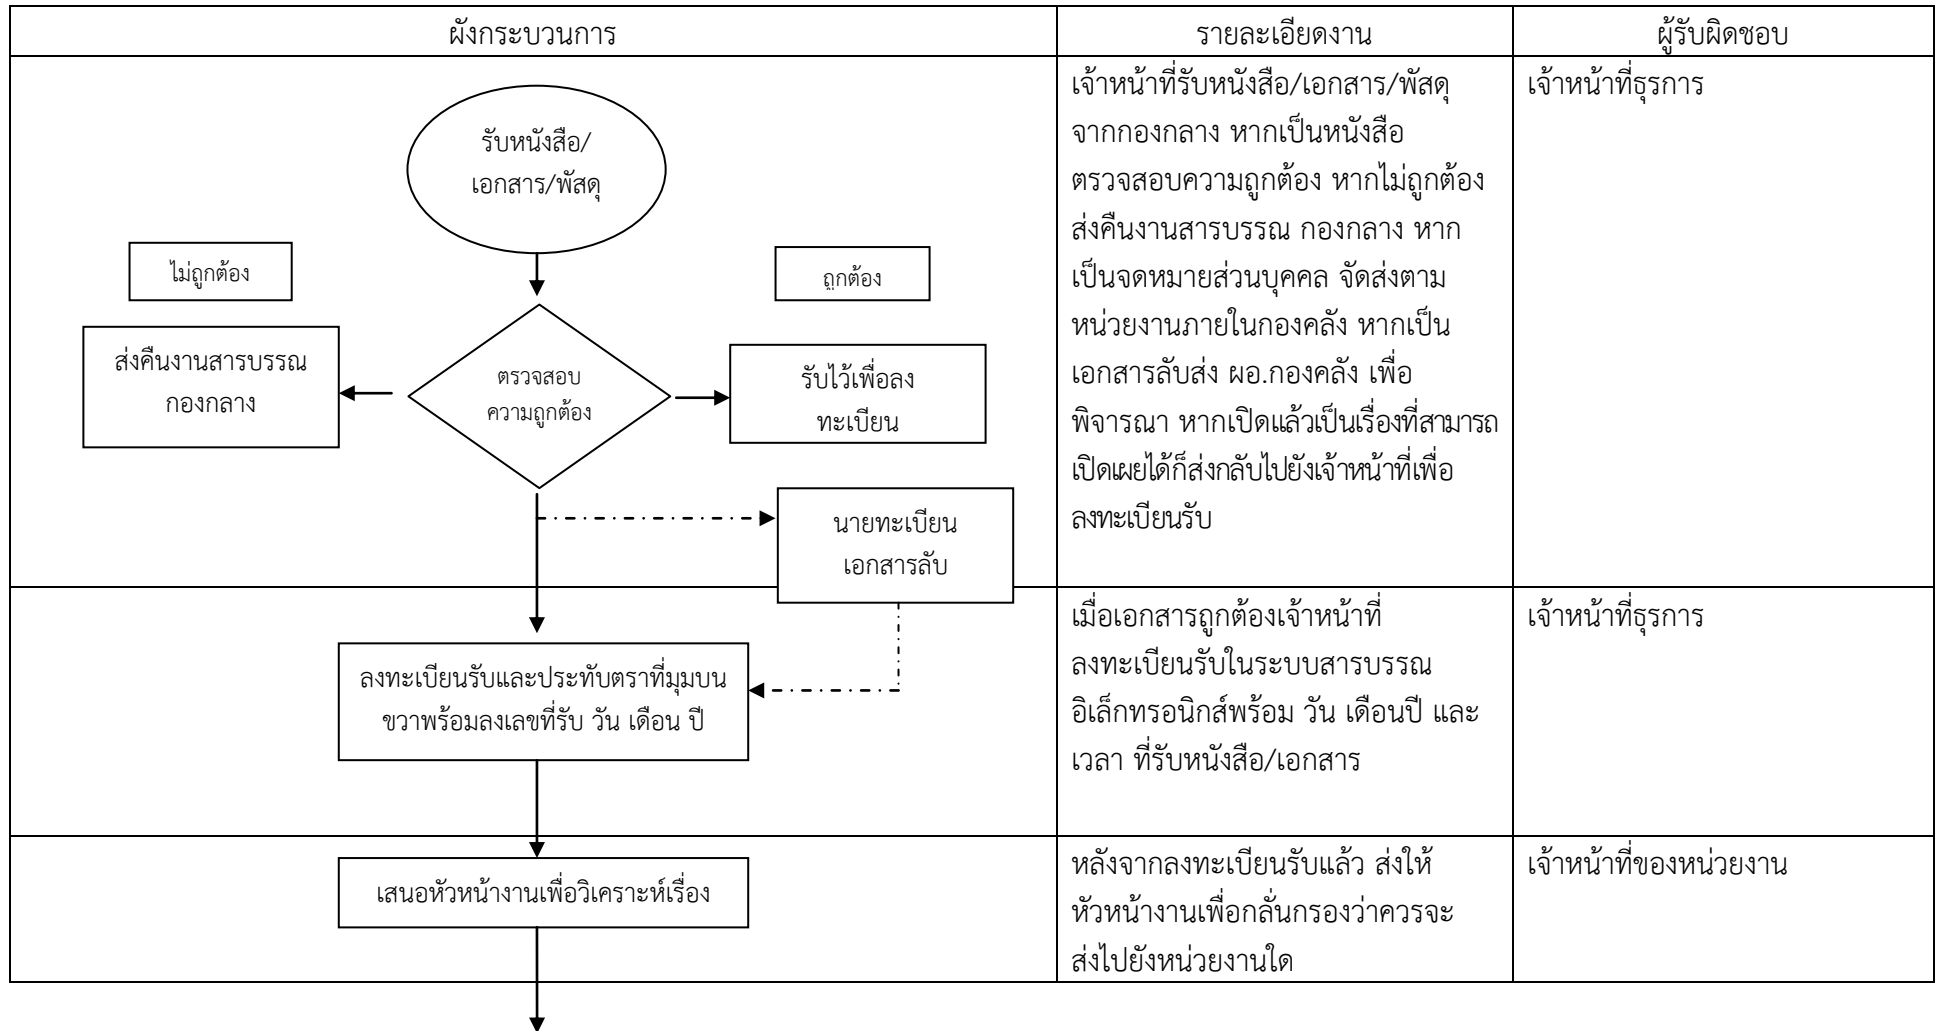 ผังกระบวนการ
รายละเอียดงาน
ผู้รับผิดชอบ
รับหนังสือ/
เอกสาร/พัสดุ
ไม่ถูกต้อง
ถูกต้อง
ส่งคืนงานสารบรรณ
กองกลาง
ตรวจสอบ
ความถูกต้อง
รับไว้เพื่อลง
ทะเบียน
นายทะเบียน
เอกสารลับ
เจ้าหน้าที่รับหนังสือ/เอกสาร/พัสดุ
จากกองกลาง หากเป็นหนังสือ
ตรวจสอบความถูกต้อง หากไม่ถูกต้อง
ส่งคืนงานสารบรรณ กองกลาง หาก
เป็นจดหมายส่วนบุคคล จัดส่งตาม
หน่วยงานภายในกองคลัง หากเป็น
เอกสารลับส่ง ผอ.กองคลัง เพื่อ
พิจารณา หากเปิดแล้วเป็นเรื่องที่สามารถ
เปิดเผยได้ก็ส่งกลับไปยังเจ้าหน้าที่เพื่อ
ลงทะเบียนรับ
เจ้าหน้าที่ธุรการ
ลงทะเบียนรับและประทับตราที่มุมบน
ขวาพร้อมลงเลขที่รับ วัน เดือน ปี
เมื่อเอกสารถูกต้องเจ้าหน้าที่
ลงทะเบียนรับในระบบสารบรรณ
อิเล็กทรอนิกส์พร้อม วัน เดือนปี และ
เวลา ที่รับหนังสือ/เอกสาร
เจ้าหน้าที่ธุรการ
เสนอหัวหน้างานเพื่อวิเคราะห์เรื่อง
หลังจากลงทะเบียนรับแล้ว ส่งให้
หัวหน้างานเพื่อกลั่นกรองว่าควรจะ
ส่งไปยังหน่วยงานใด
เจ้าหน้าที่ของหน่วยงาน